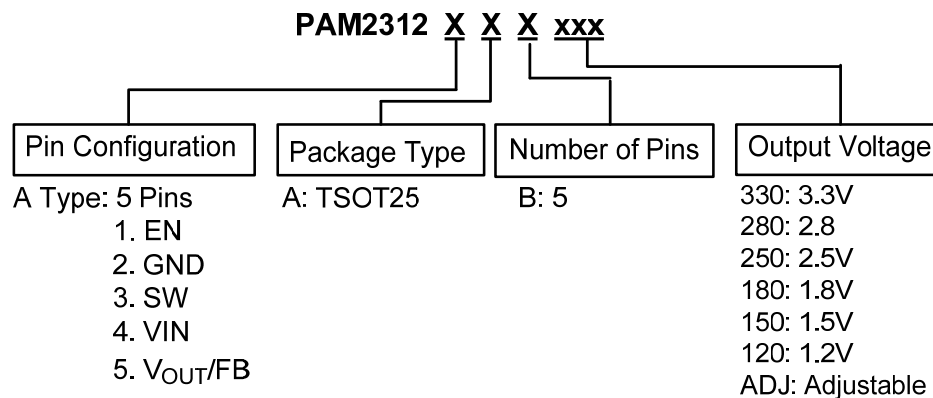 PAM2312 X X X xxx
Pin Configuration
A Type: 5 Pins
1. EN
2. GND
3. SW
4. VIN
5. VOUT/FB
Package Type
A: TSOT25
Number of Pins
B: 5
Output Voltage
330: 3.3V
280: 2.8
250: 2.5V
180: 1.8V
150: 1.5V
120: 1.2V
ADJ: Adjustable